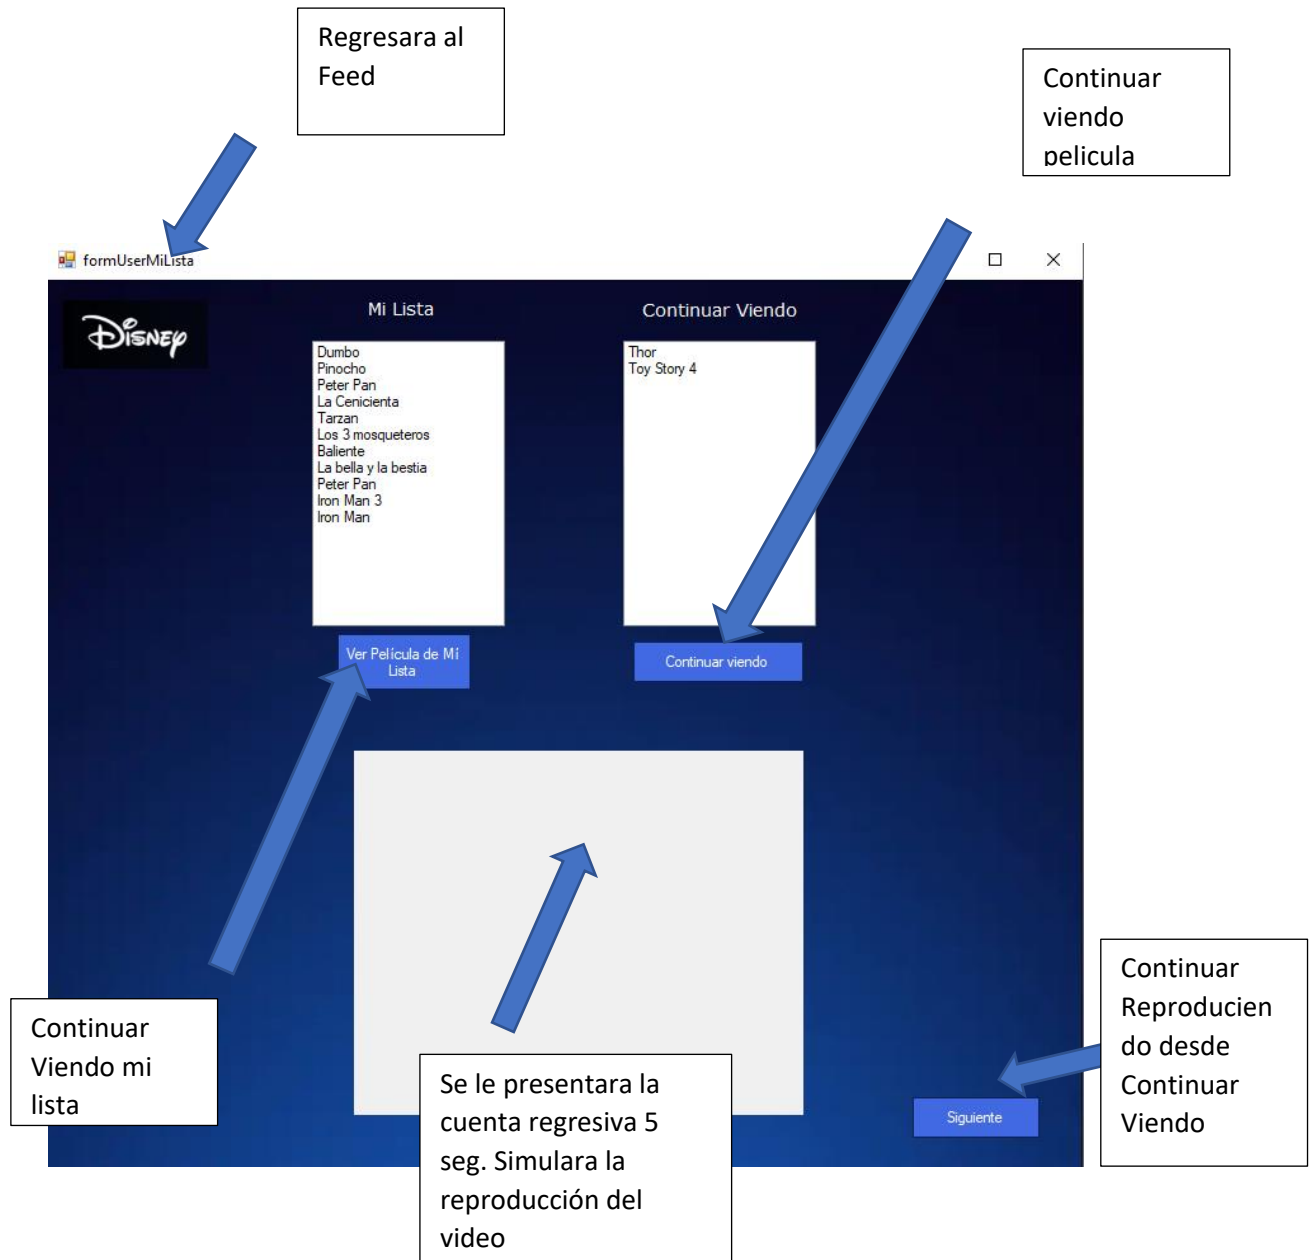 Regresara al
Feed
Continuar
viendo
pelicula
formUserMiLista
Disney
Mi Lista
Continuar Viendo
Dumbo
Pinocho
Peter Pan
La Cenicienta
Tarzan
Los 3 mosqueteros
Baliente
La bella y la bestia
Peter Pan
Iron Man 3
Iron Man
Thor
Toy Story 4
Ver Película de Mí
Lista
Continuar viendo
Continuar
Viendo mi
lista
Se le presentara la
cuenta regresiva 5
seg. Simulara la
reproducción del
video
Continuar
Reproducien
do desde
Continuar
Viendo
Siguiente